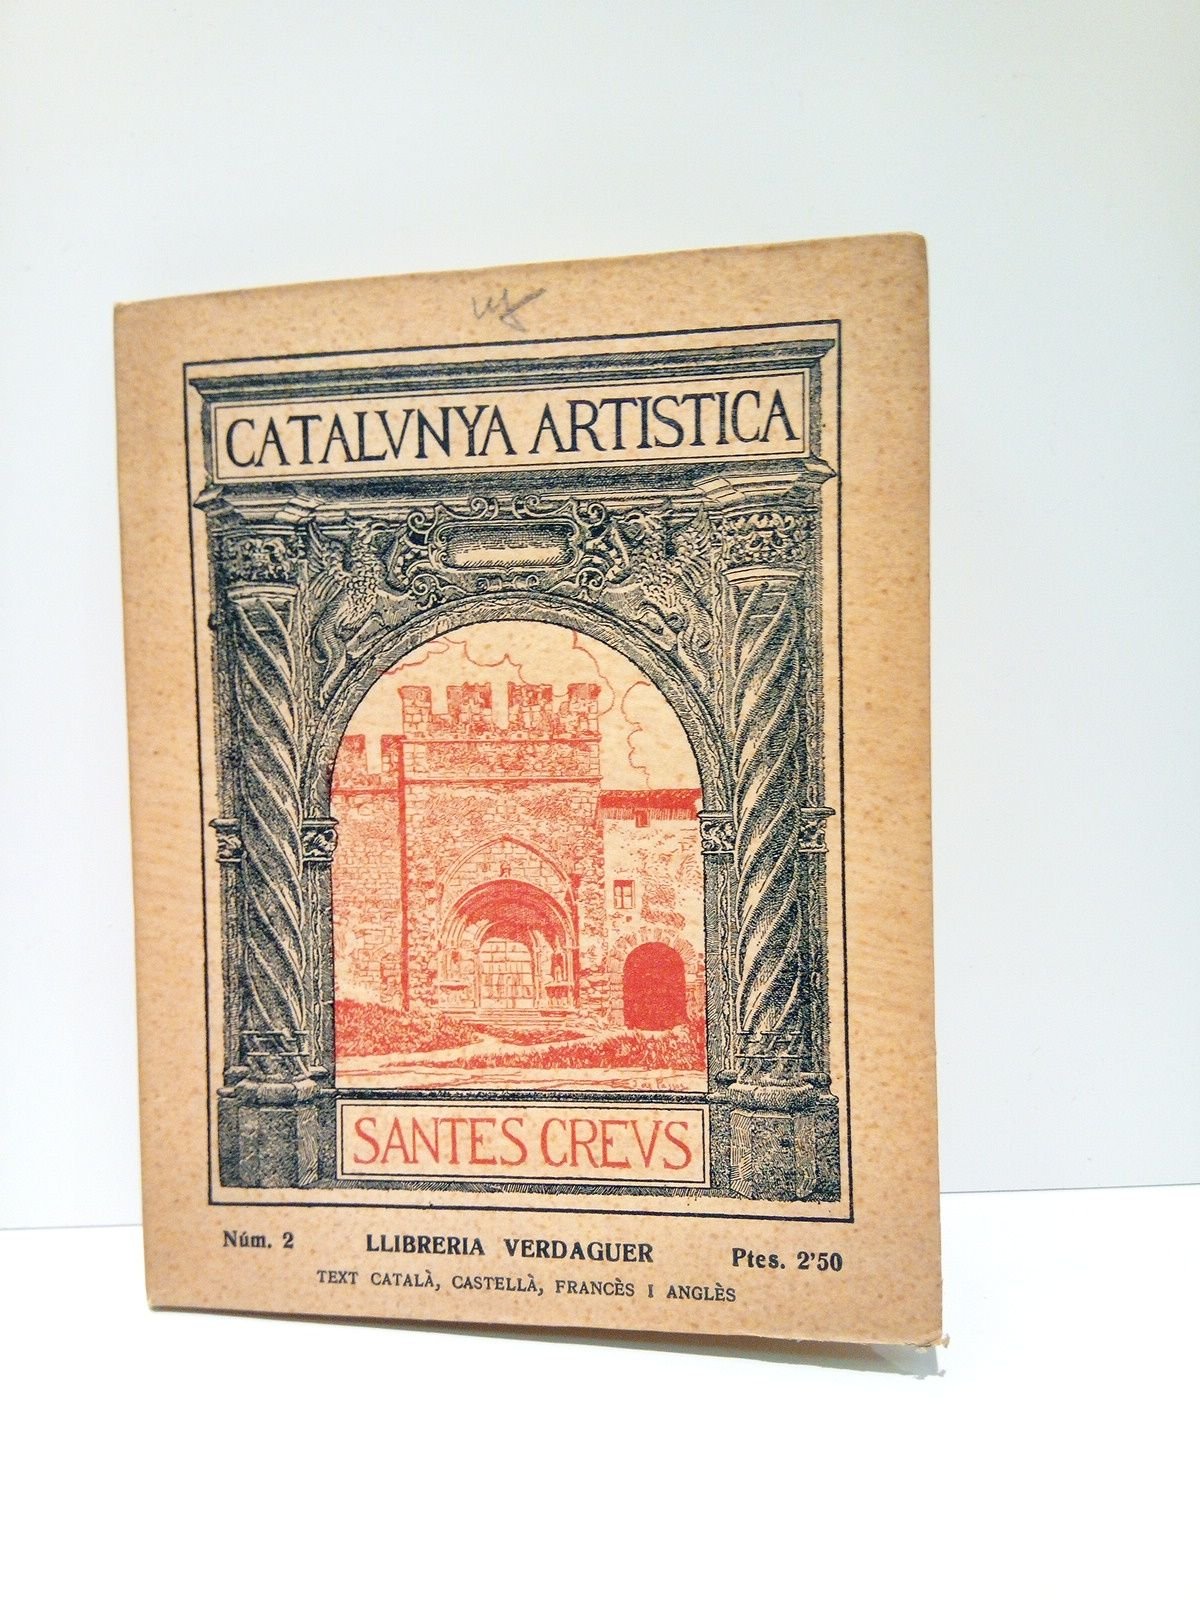 CATALVNYA ARTISTICA
SANTES CREVS
Núm. 2 LLIBRERIA VERDAGUER Ptes. 2'50
TEXT CATALÀ, CASTELLÀ, FRANCÈS I ANGLÈS